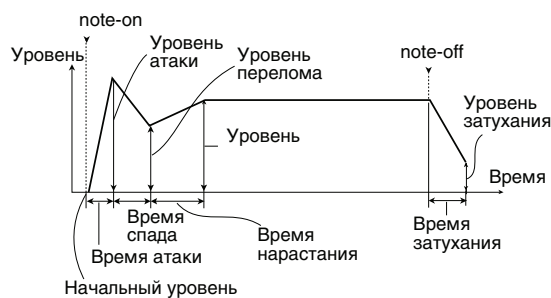 note-on
Уровень
Уровень
атаки
Уровень
перелома
note-off
Уровень
затухания
Уровень
Время
Время
спада
Время
нарастания
Время
затухания
Время атаки
Начальный уровень